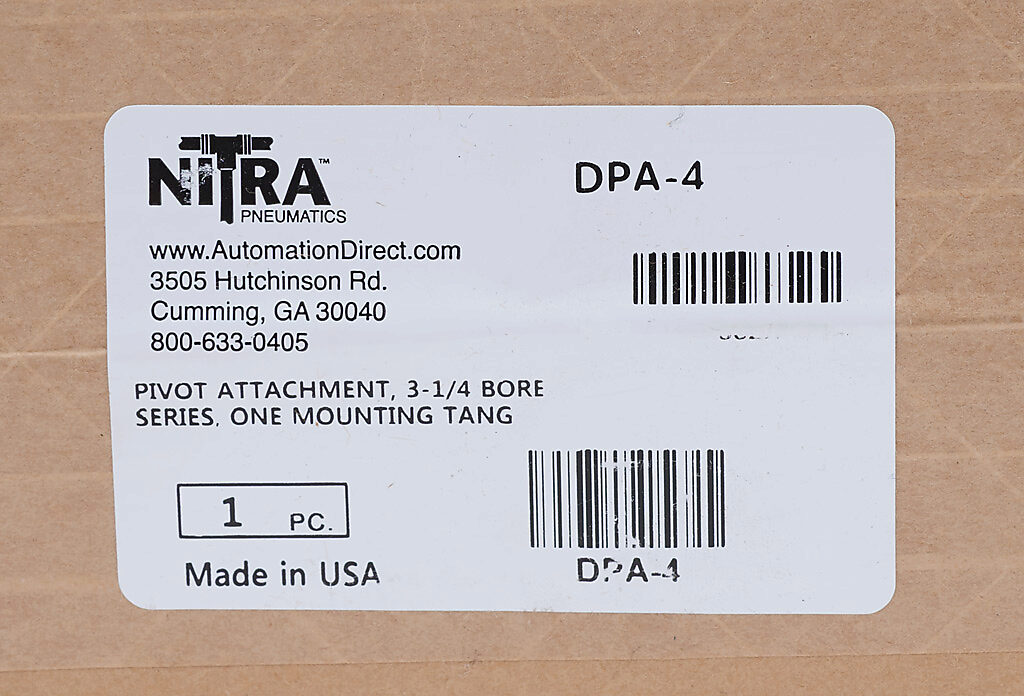 NITRA™
PNEUMATICS
DPA-4
www.AutomationDirect.com
3505 Hutchinson Rd.
Cumming, GA 30040
800-633-0405
PIVOT ATTACHMENT, 3-1/4 BORE
SERIES, ONE MOUNTING TANG
1 PC.
Made in USA
DPA-4